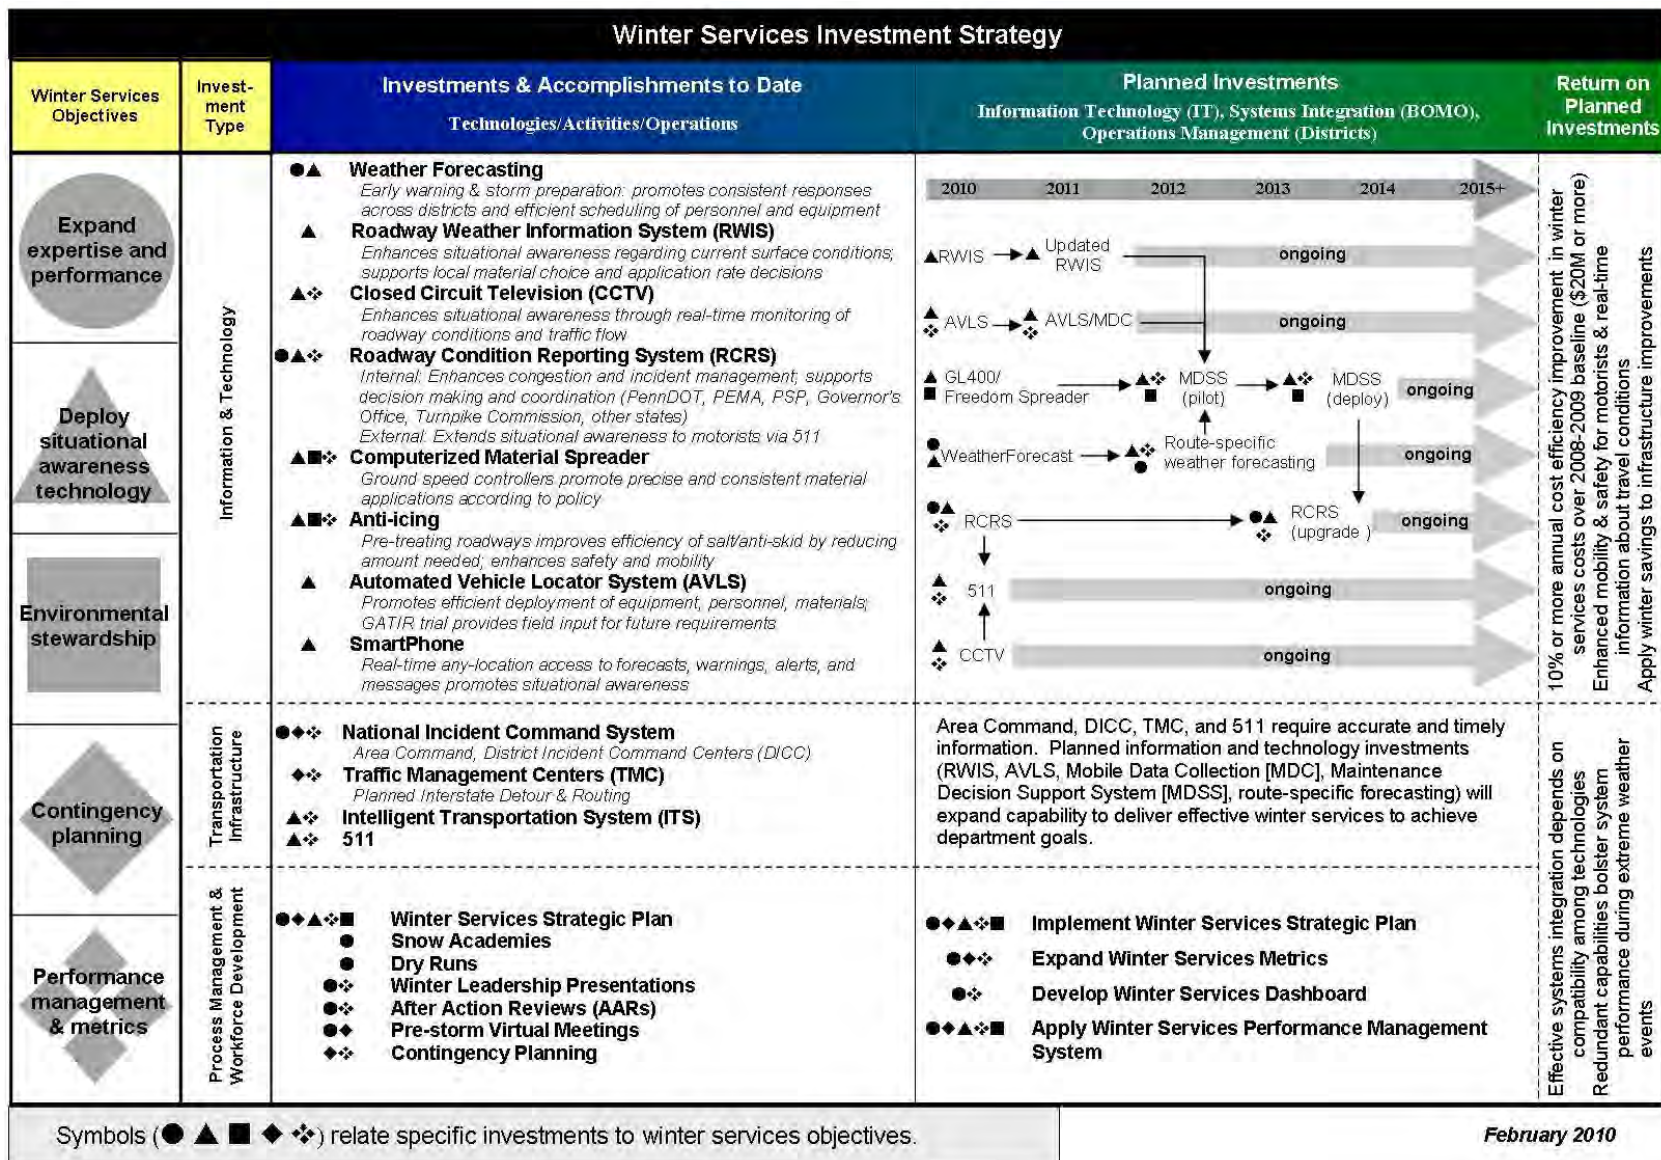 Winter Services Investment Strategy
Winter Services
Objectives
Invest-
ment
Type
Investments & Accomplishments to Date
Technologies/Activities/Operations
Planned Investments
Information Technology (IT), Systems Integration (BOMO),
Operations Management (Districts)
Return on
Planned
Investments
Expand
expertise and
performance
Deploy
situational
awareness
technology
Environmental
stewardship
Contingency
planning
Performance
management
& metrics
Information & Technology
Transportation
Infrastructure
Process Management &
Workforce Development
●▲ Weather Forecasting
Early warning & storm preparation: promotes consistent responses
across districts and efficient scheduling of personnel and equipment
▲ Roadway Weather Information System (RWIS)
Enhances situational awareness regarding current surface conditions;
supports local material choice and application rate decisions
▲❖ Closed Circuit Television (CCTV)
Enhances situational awareness through real-time monitoring of
roadway conditions and traffic flow
●▲❖ Roadway Condition Reporting System (RCRS)
Internal: Enhances congestion and incident management; supports
decision making and coordination (PennDOT, PEMA, PSP, Governor's
Office, Turnpike Commission, other states)
External: Extends situational awareness to motorists via 511
▲■❖ Computerized Material Spreader
Ground speed controllers promote precise and consistent material
applications according to policy
▲■❖ Anti-icing
Pre-treating roadways improves efficiency of salt/anti-skid by reducing
amount needed; enhances safety and mobility
▲ Automated Vehicle Locator System (AVLS)
Promotes efficient deployment of equipment, personnel, materials;
GATIR trial provides field input for future requirements
▲ SmartPhone
Real-time any-location access to forecasts, warnings, alerts, and
messages promotes situational awareness
●◆❖ National Incident Command System
Area Command, District Incident Command Centers (DICC)
◆❖ Traffic Management Centers (TMC)
Planned Interstate Detour & Routing
▲❖ Intelligent Transportation System (ITS)
▲❖ 511
●◆▲❖■ Winter Services Strategic Plan
● Snow Academies
● Dry Runs
●❖ Winter Leadership Presentations
●❖ After Action Reviews (AARs)
●◆ Pre-storm Virtual Meetings
◆❖ Contingency Planning
2010 2011 2012 2013 2014 2015+
▲RWIS ▲ Updated
RWIS
ongoing
AVLS AVLS/MDC ongoing
GL400/
Freedom Spreader
MDSS
(pilot)
MDSS
(deploy)
ongoing
WeatherForecast
Route-specific
weather forecasting
ongoing
RCRS
RCRS
(upgrade )
ongoing
511 ongoing
CCTV ongoing
Area Command, DICC, TMC, and 511 require accurate and timely
information. Planned information and technology investments
(RWIS, AVLS, Mobile Data Collection [MDC], Maintenance
Decision Support System [MDSS], route-specific forecasting) will
expand capability to deliver effective winter services to achieve
department goals.
●◆▲❖■ Implement Winter Services Strategic Plan
●◆❖ Expand Winter Services Metrics
●❖ Develop Winter Services Dashboard
●◆▲❖■ Apply Winter Services Performance Management
System
10% or more annual cost efficiency improvement in winter
services costs over 2008-2009 baseline ($20M or more)
Enhanced mobility & safety for motorists & real-time
information about travel conditions
Apply winter savings to infrastructure improvements
Effective systems integration depends on
compatibility among technologies
Redundant capabilities bolster system
performance during extreme weather
events
Symbols (● ▲ ■ ◆ ❖) relate specific investments to winter services objectives.
February 2010